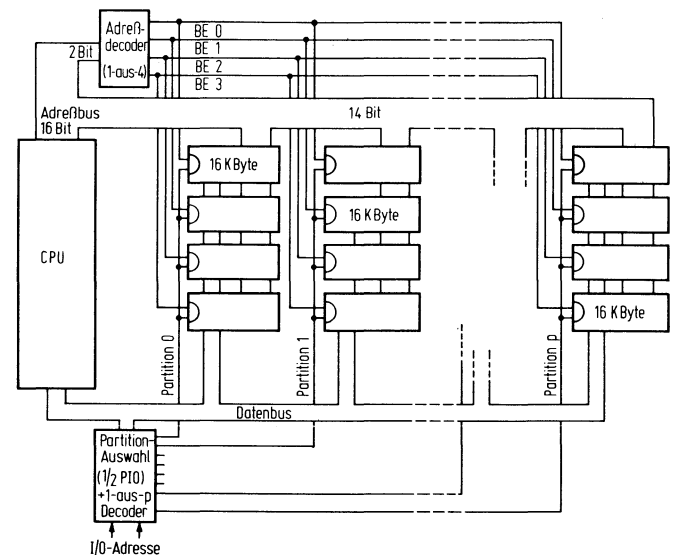 Adreß-
decoder
(1-aus-4)
2 Bit
BE 0
BE 1
BE 2
BE 3
Adreßbus
16 Bit
14 Bit
16 KByte
16 KByte
CPU
16 KByte
Partition 0
Partition 1
Partition p
Datenbus
Partition-
Auswahl
(1/2 PIO)
+1-aus-p
Decoder
I/0-Adresse